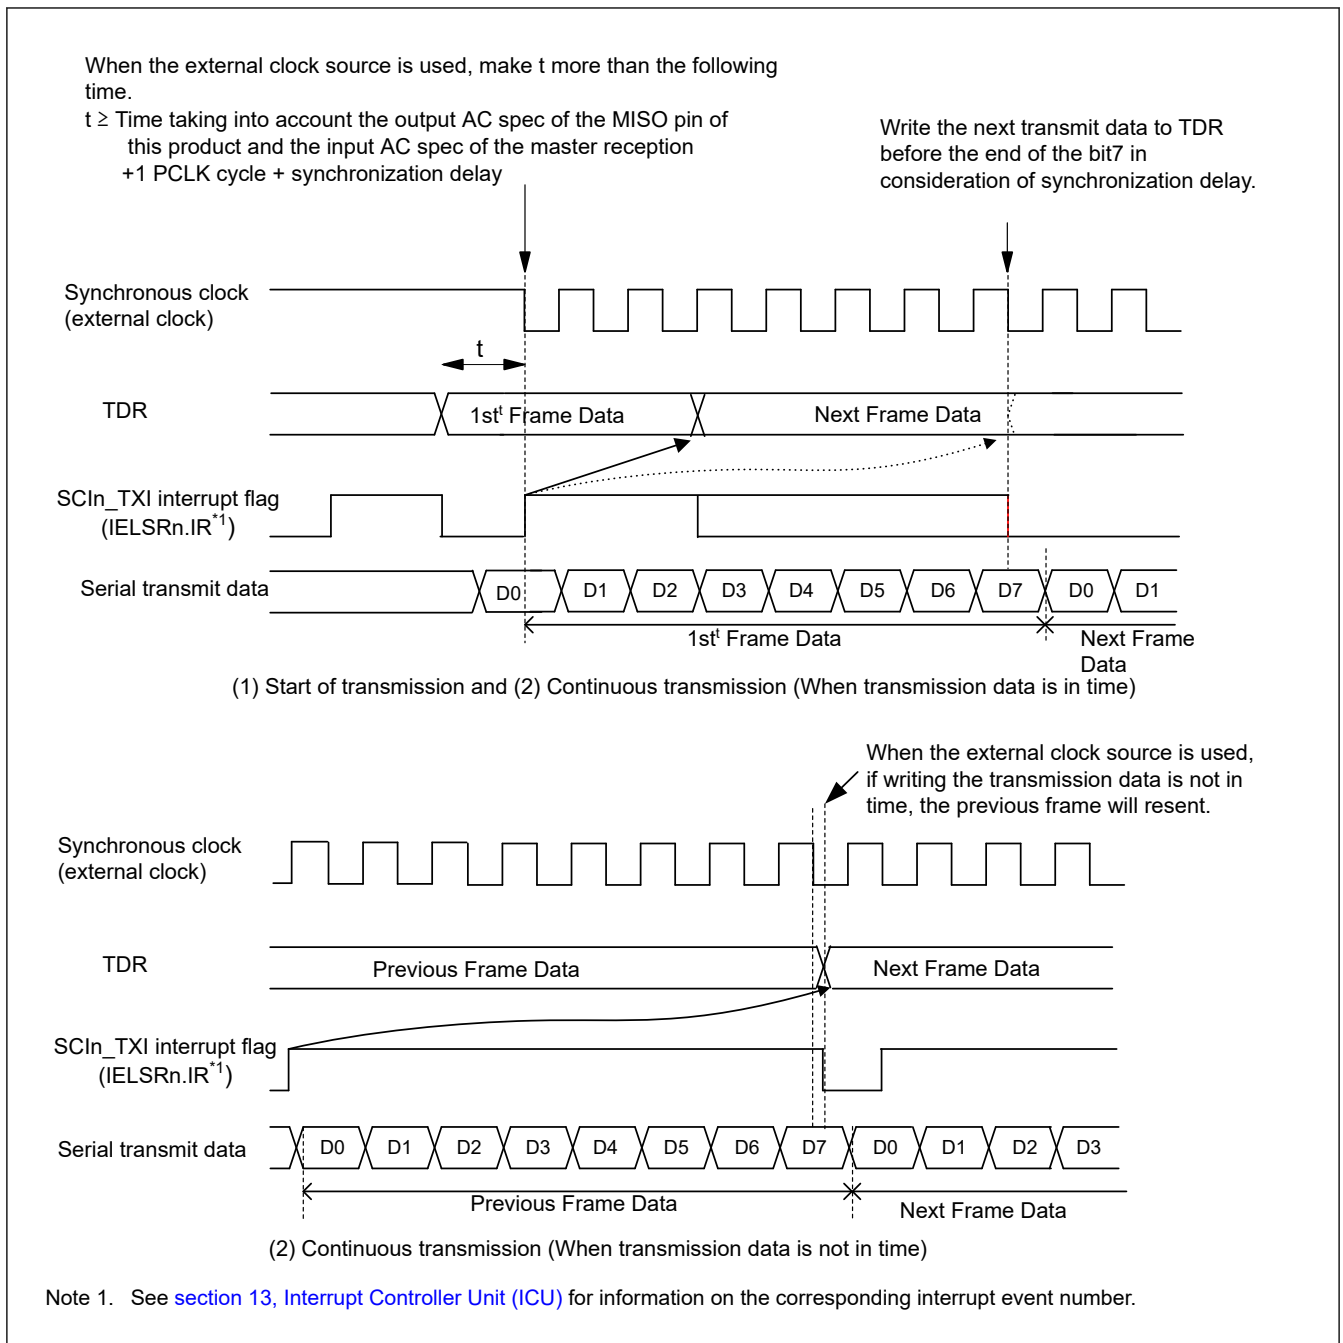 When the external clock source is used, make t more than the following
time.
t ≥ Time taking into account the output AC spec of the MISO pin of
this product and the input AC spec of the master reception
+1 PCLK cycle + synchronization delay
Write the next transmit data to TDR
before the end of the bit7 in
consideration of synchronization delay.
Synchronous clock
(external clock)
t
TDR
1stᵗ Frame Data
Next Frame Data
SCIn_TXI interrupt flag
(IELSRn.IR*1)
Serial transmit data
D0 D1 D2 D3 D4 D5 D6 D7 D0 D1
1stᵗ Frame Data
Next Frame
Data
(1) Start of transmission and (2) Continuous transmission (When transmission data is in time)
When the external clock source is used,
if writing the transmission data is not in
time, the previous frame will resent.
Synchronous clock
(external clock)
TDR
Previous Frame Data
Next Frame Data
SCIn_TXI interrupt flag
(IELSRn.IR*1)
Serial transmit data
D0 D1 D2 D3 D4 D5 D6 D7 D0 D1 D2 D3
Previous Frame Data
Next Frame Data
(2) Continuous transmission (When transmission data is not in time)
Note 1. See section 13, Interrupt Controller Unit (ICU) for information on the corresponding interrupt event number.